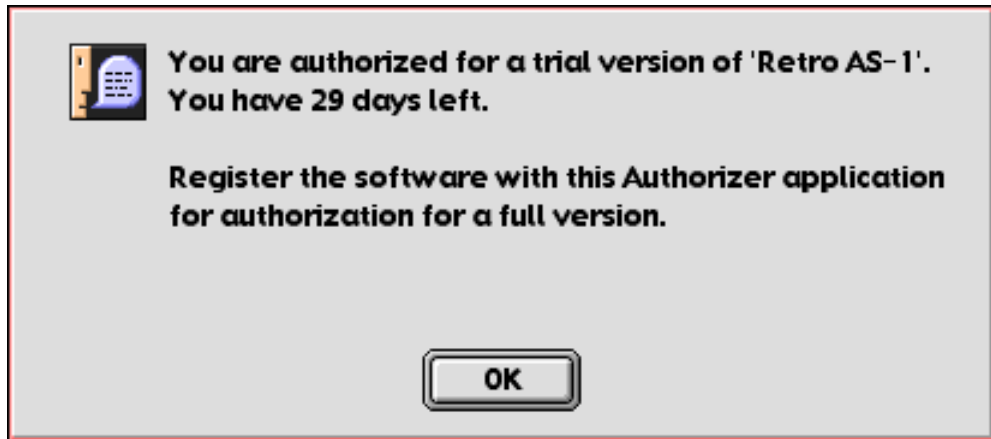 You are authorized for a trial version of 'Retro AS-1'.
You have 29 days left.
Register the software with this Authorizer application
for authorization for a full version.
OK